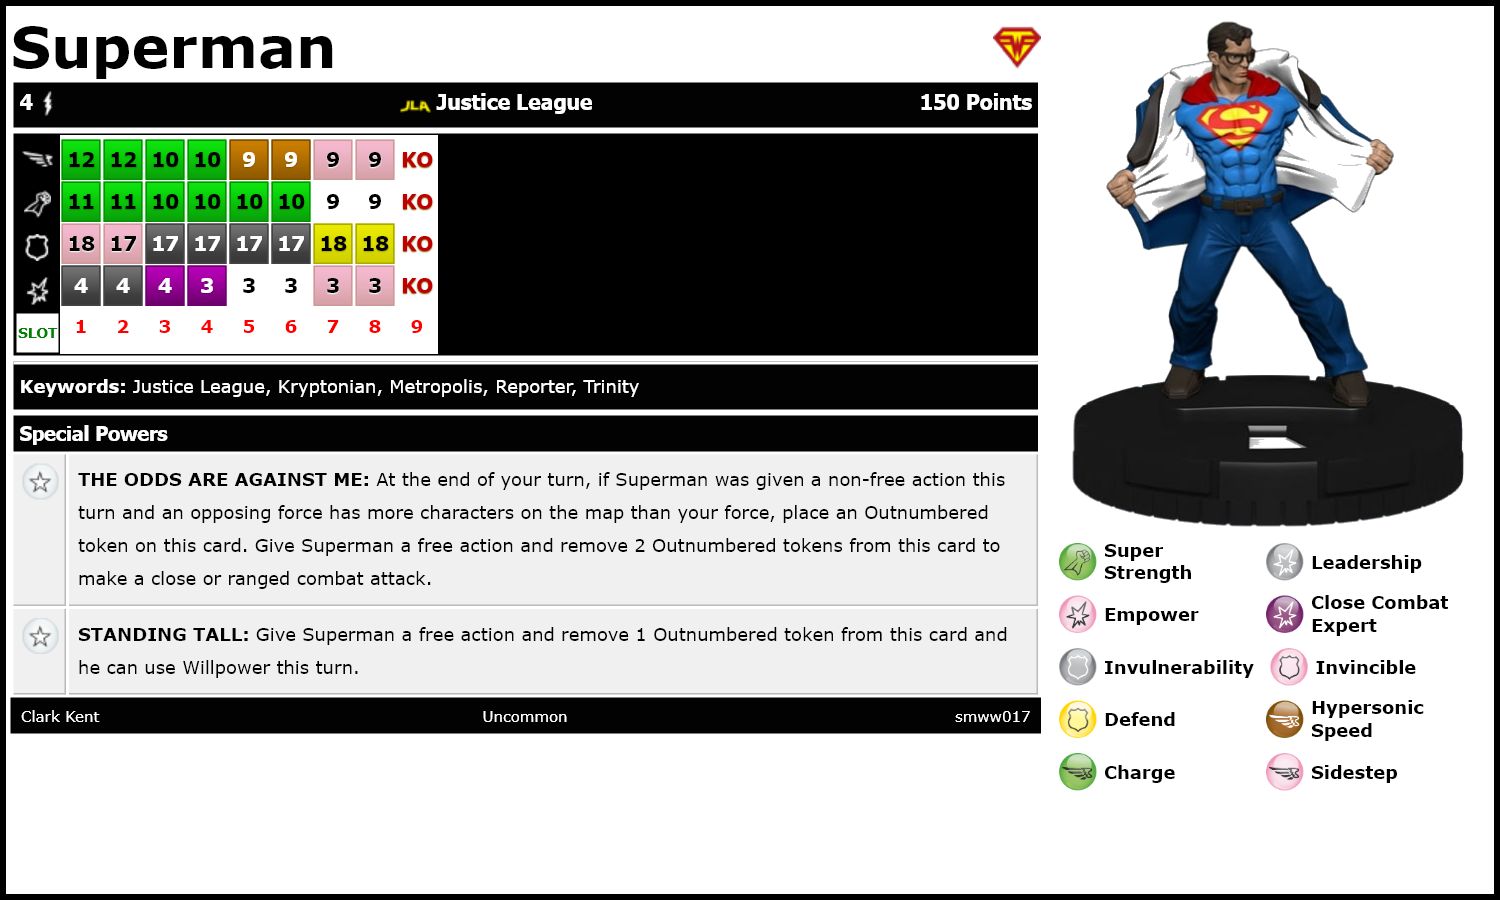 Superman
4 JLA Justice League 150 Points
12 12 10 10 9 9 9 9 KO
11 11 10 10 10 10 9 9 KO
18 17 17 17 17 17 18 18 KO
4 4 4 3 3 3 3 3 KO
SLOT 1 2 3 4 5 6 7 8 9
Keywords: Justice League, Kryptonian, Metropolis, Reporter, Trinity
Special Powers
THE ODDS ARE AGAINST ME: At the end of your turn, if Superman was given a non-free action this
turn and an opposing force has more characters on the map than your force, place an Outnumbered
token on this card. Give Superman a free action and remove 2 Outnumbered tokens from this card to
make a close or ranged combat attack.
STANDING TALL: Give Superman a free action and remove 1 Outnumbered token from this card and
he can use Willpower this turn.
Clark Kent Uncommon smww017
S
Super
Strength
Leadership
Empower
Close Combat
Expert
Invulnerability
Invincible
Defend
Hypersonic
Speed
Charge
Sidestep